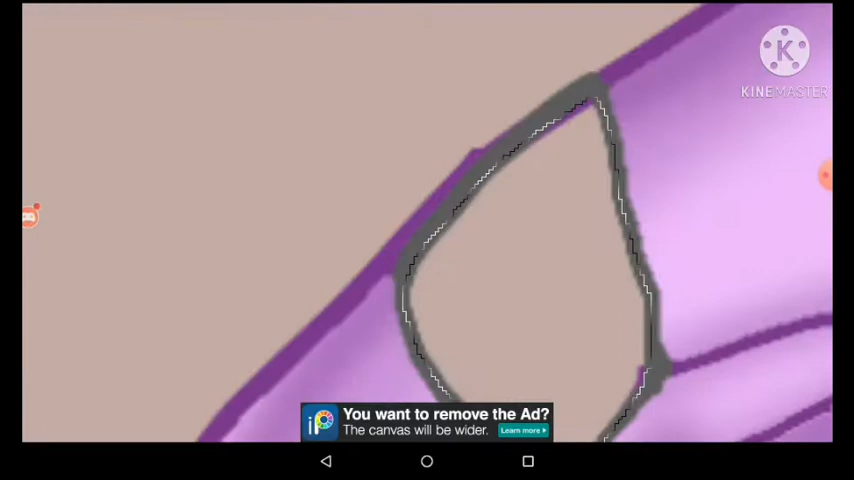 KINEMASTER
You want to remove the Ad?
The canvas will be wider.
Learn more